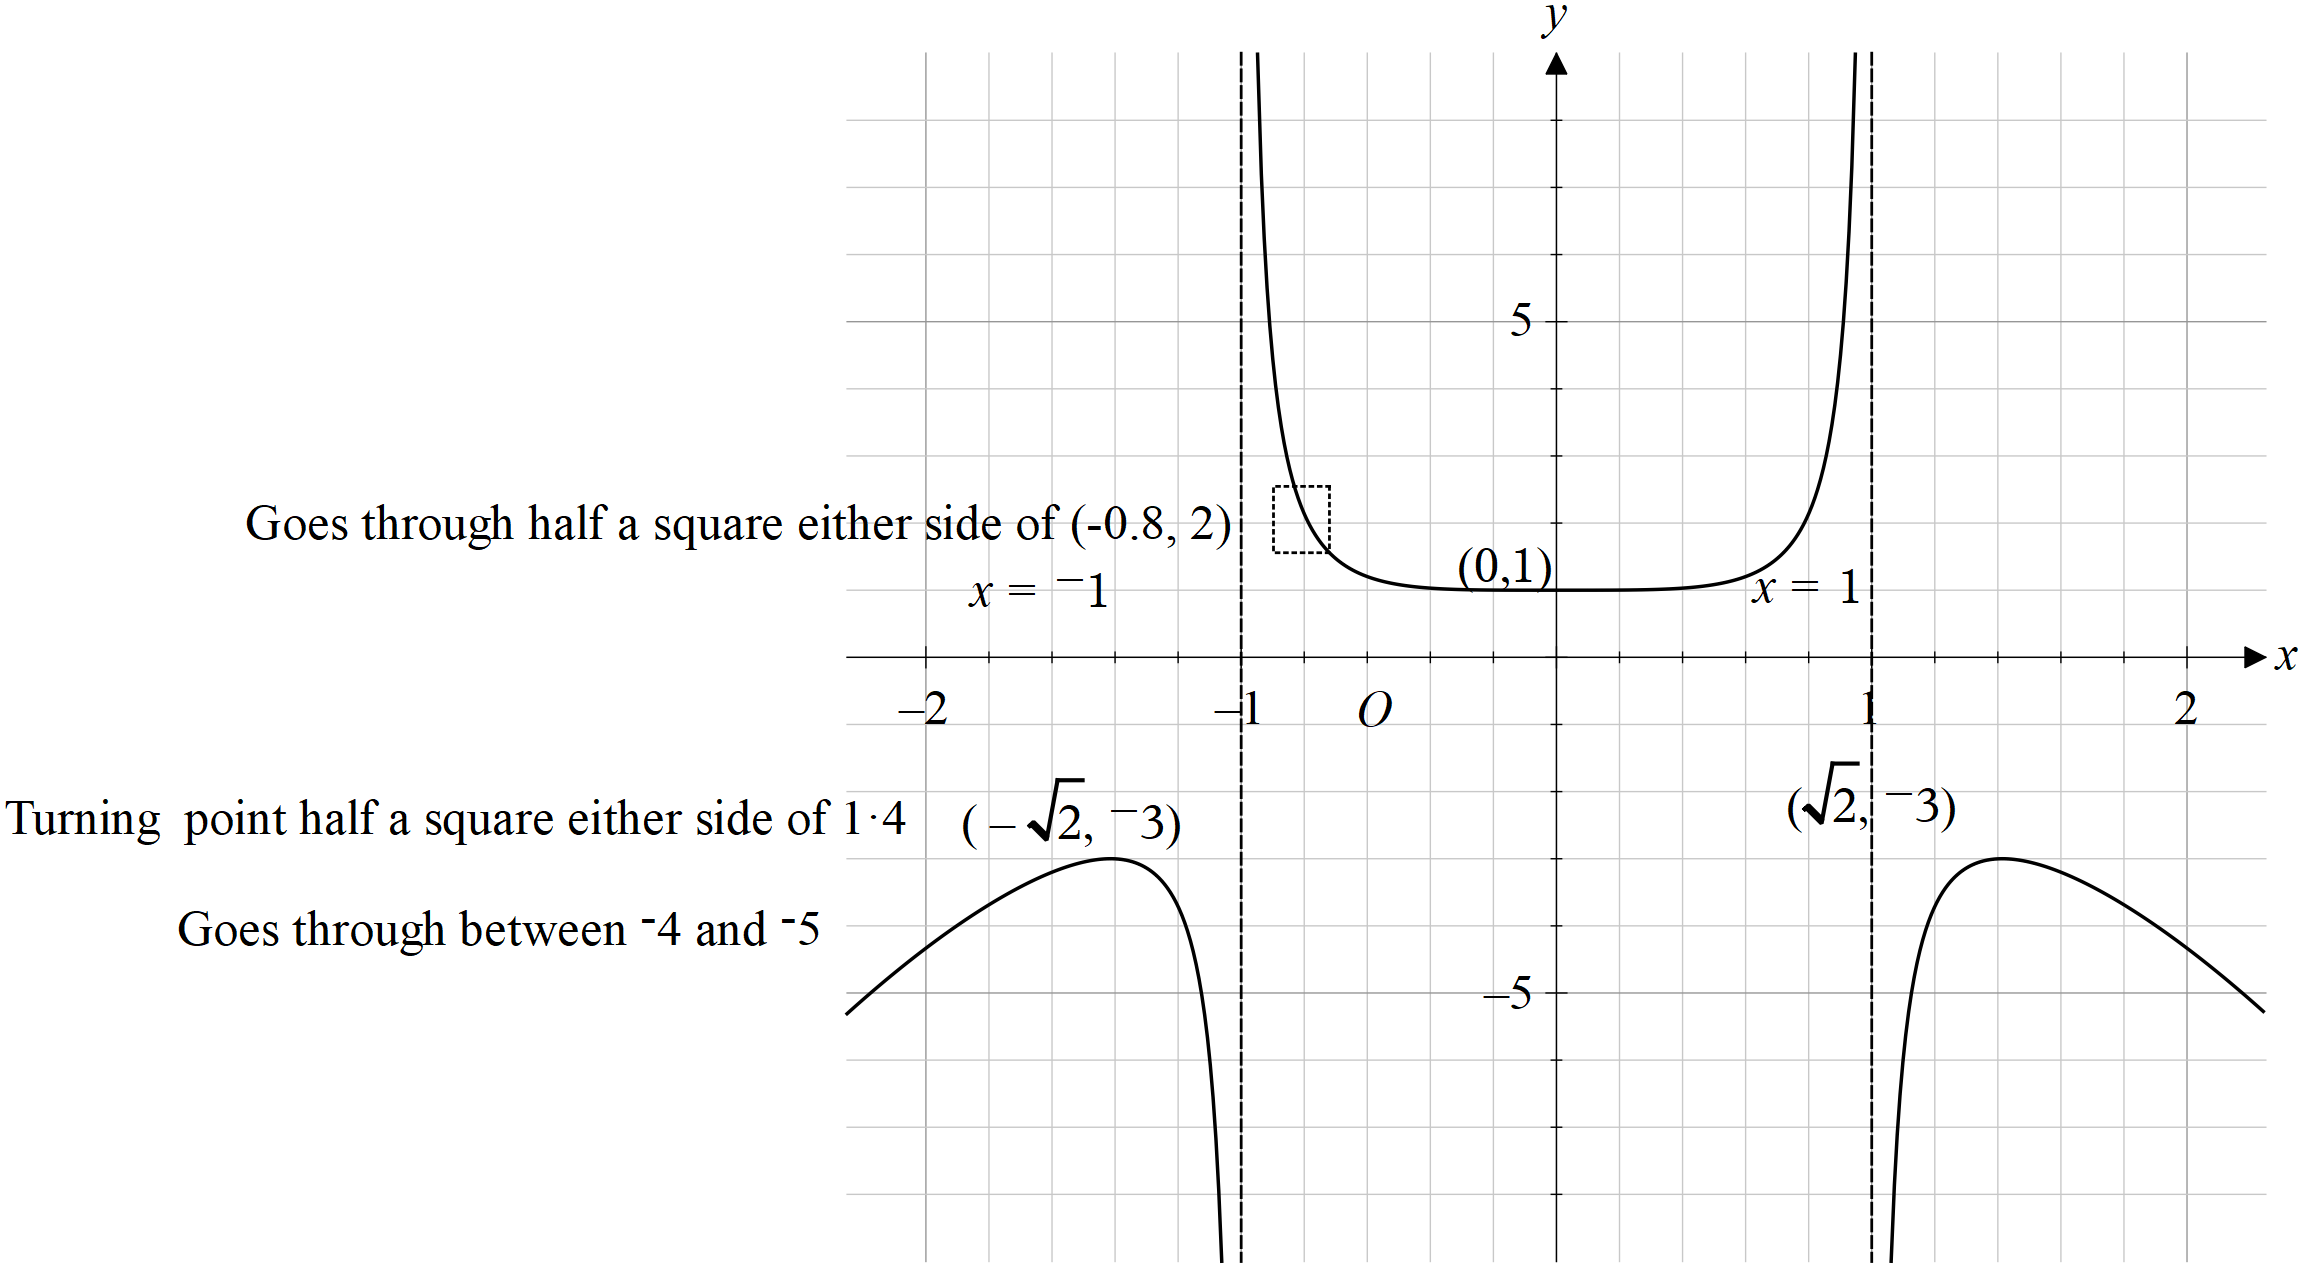 y
5
Goes through half a square either side of (-0.8, 2)
(0,1)
x = ⁻1
x = 1
x
–2
–1
O
1
2
Turning point half a square either side of 1·4
(–√2, ⁻3)
(√2, ⁻3)
Goes through between ⁻4 and ⁻5
–5